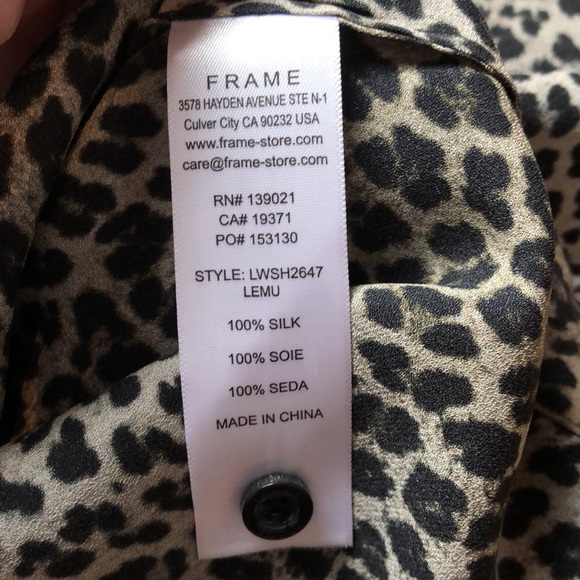 FRAME
3578 HAYDEN AVENUE STE N-1
Culver City CA 90232 USA
www.frame-store.com
care@frame-store.com
RN# 139021
CA# 19371
PO# 153130
STYLE: LWSH2647
LEMU
100% SILK
100% SOIE
100% SEDA
MADE IN CHINA